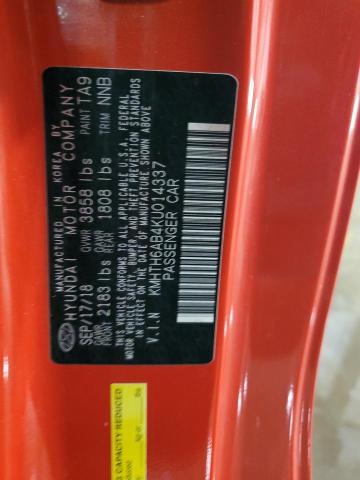 MANUFACTURED IN KOREA BY
HYUNDAI MOTOR COMPANY
SEP/17/18 GVWR 3858 lbs PAINT TA9
GAWR FRONT 2183 lbs GAWR REAR 1808 lbs TRIM NNB
THIS VEHICLE CONFORMS TO ALL APPLICABLE U.S.A. FEDERAL
MOTOR VEHICLE SAFETY, BUMPER, AND THEFT PREVENTION STANDARDS
IN EFFECT ON THE DATE OF MANUFACTURE SHOWN ABOVE.
V.I.N KMHTH6AB4KU014337
PASSENGER CAR
CAPACITY REDUCED